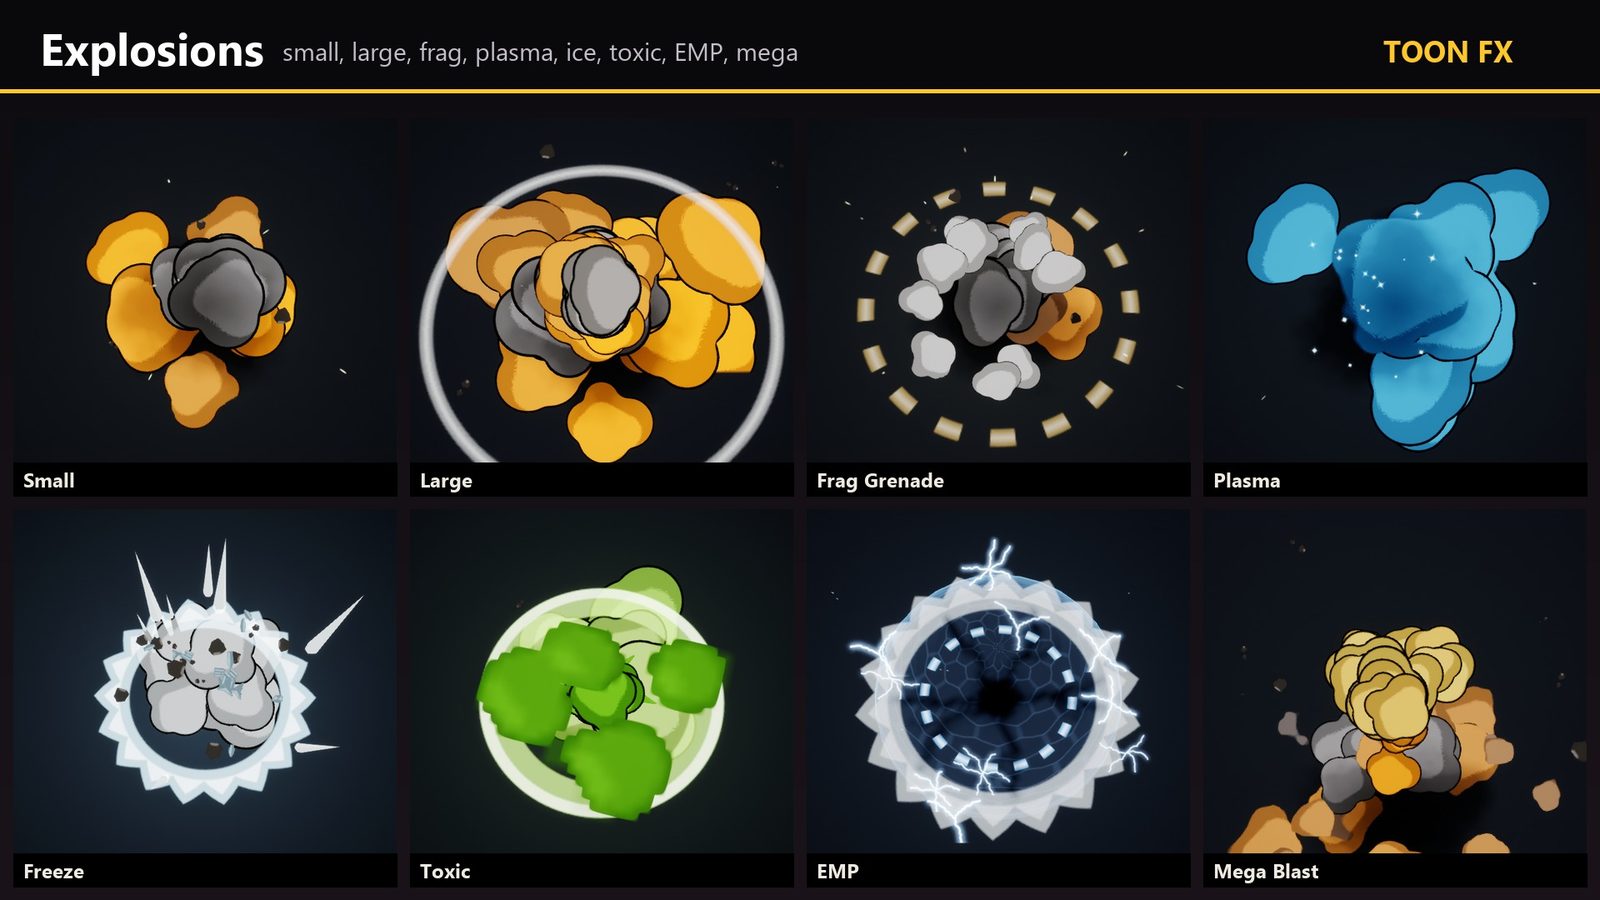 Explosions small, large, frag, plasma, ice, toxic, EMP, mega TOON FX
Small
Large
Frag Grenade
Plasma
Freeze
Toxic
EMP
Mega Blast